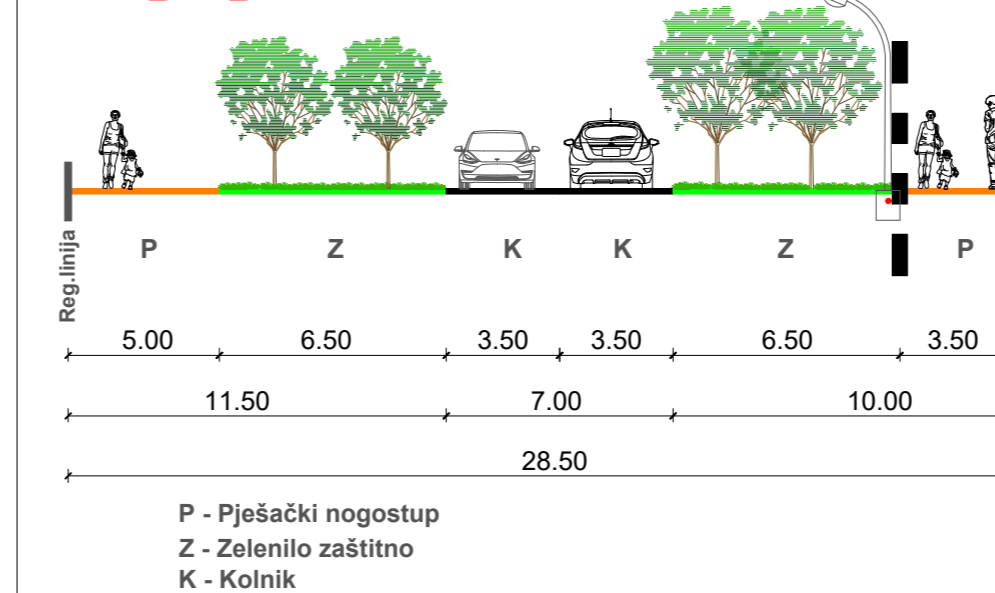 Reg.linija
P Z K K Z P
5.00 6.50 3.50 3.50 6.50 3.50
11.50 7.00 10.00
28.50
P - Pješački nogostup
Z - Zelenilo zaštitno
K - Kolnik